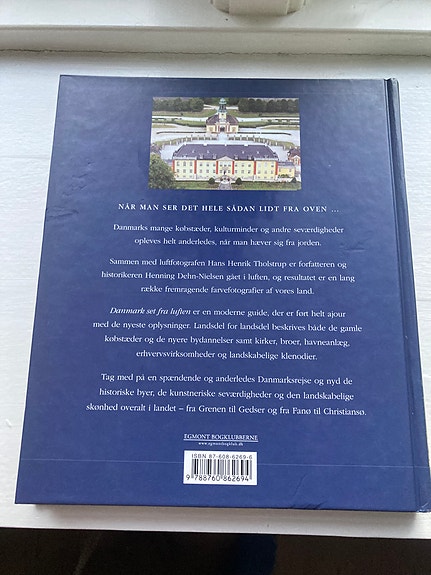 NÅR MAN SER DET HELE SÅDAN LIDT FRA OVEN ...
Danmarks mange købstæder, kulturminder og andre seværdigheder
opleves helt anderledes, når man hæver sig fra jorden.
Sammen med luftfotografen Hans Henrik Tholstrup er forfatteren og
historikeren Henning Dehn-Nielsen gået i luften, og resultatet er en lang
række fremragende farvefotografier af vores land.
Danmark set fra luften er en moderne guide, der er ført helt ajour
med de nyeste oplysninger. Landsdel for landsdel beskrives både de gamle
købstæder og de nyere bydannelser samt kirker, broer, havneanlæg,
erhvervsvirksomheder og landskabelige klenodier.
Tag med på en spændende og anderledes Danmarksrejse og nyd de
historiske byer, de kunstneriske seværdigheder og den landskabelige
skønhed overalt i landet – fra Grenen til Gedser og fra Fanø til Christiansø.
EGMONT BOGKLUBBERNE
www.egmontbogklub.dk
ISBN 87-608-6269-6
9 788760 862694